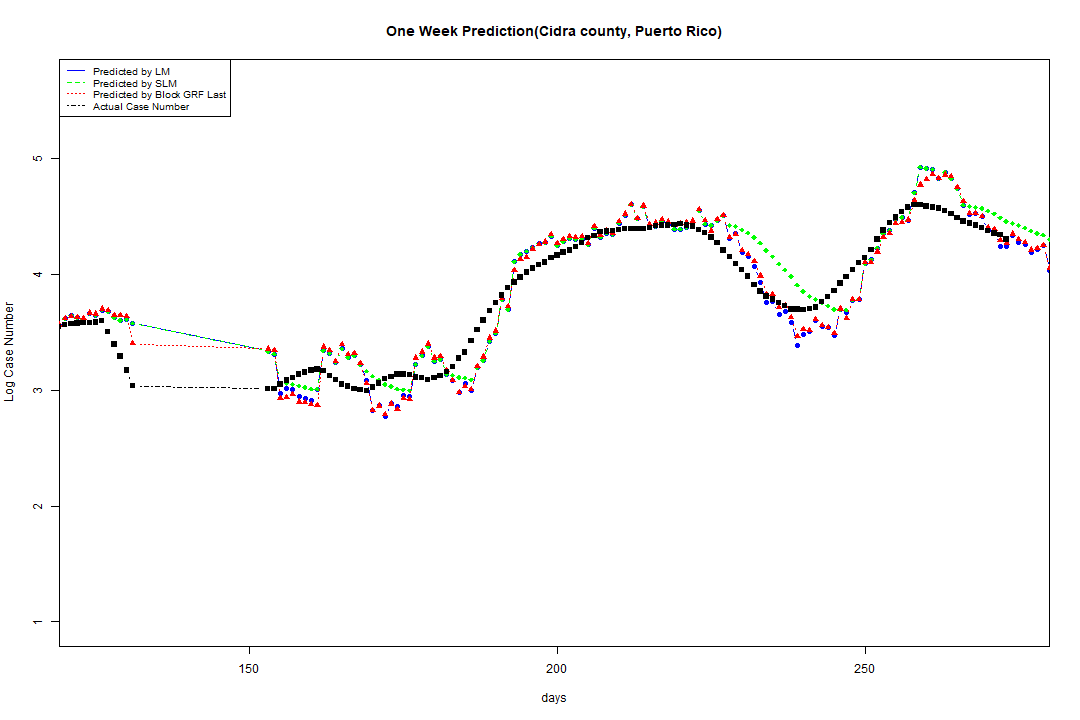 One Week Prediction(Cidra county, Puerto Rico)
Predicted by LM
Predicted by SLM
Predicted by Block GRF Last
Actual Case Number
5
4
3
2
1
Log Case Number
150 200 250
days